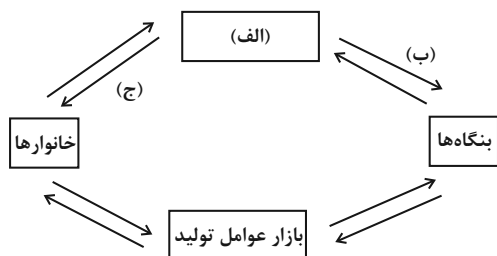 (الف)
(ب)
(ج)
خانوارها
بنگاه‌ها
بازار عوامل تولید